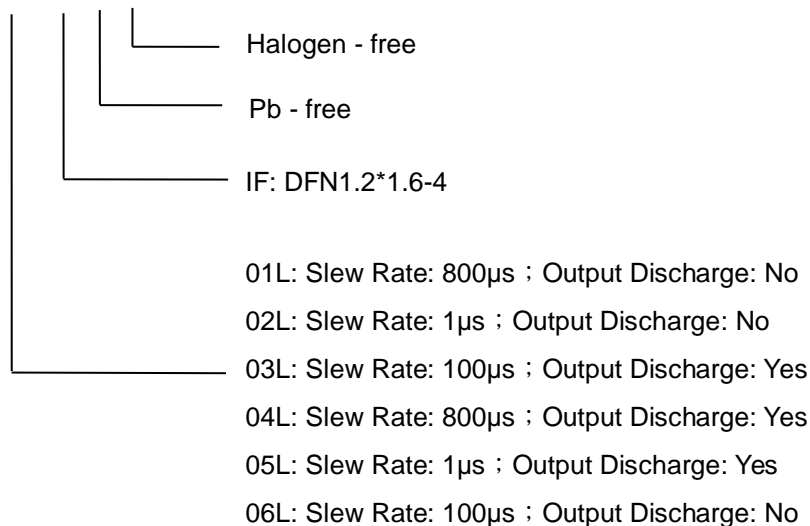 Halogen - free
Pb - free
IF: DFN1.2*1.6-4
01L: Slew Rate: 800µs；Output Discharge: No
02L: Slew Rate: 1µs；Output Discharge: No
03L: Slew Rate: 100µs；Output Discharge: Yes
04L: Slew Rate: 800µs；Output Discharge: Yes
05L: Slew Rate: 1µs；Output Discharge: Yes
06L: Slew Rate: 100µs；Output Discharge: No